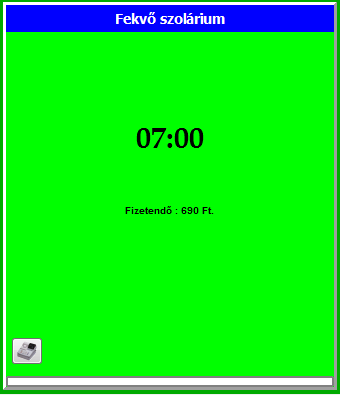 Fekvő szolárium
07:00
Fizetendő : 690 Ft.